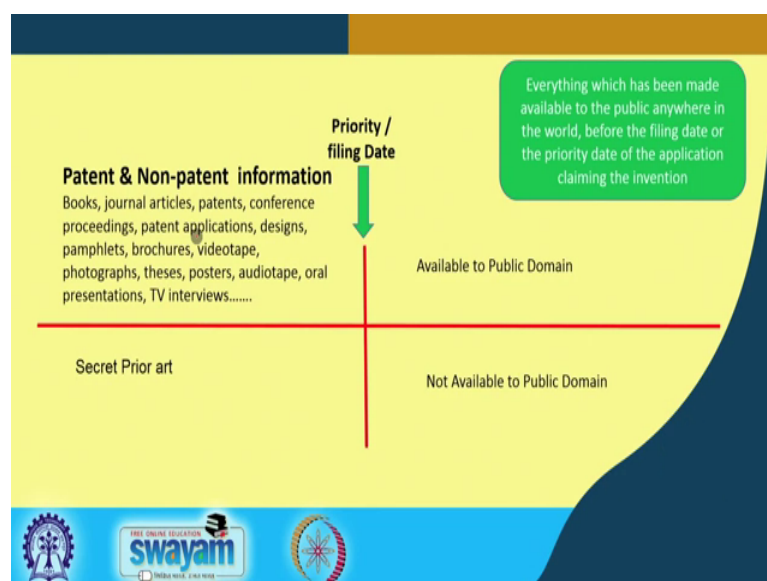 Everything which has been made
available to the public anywhere in
the world, before the filing date or
the priority date of the application
claiming the invention
Priority /
filing Date
Patent & Non-patent information
Books, journal articles, patents, conference
proceedings, patent applications, designs,
pamphlets, brochures, videotape,
photographs, theses, posters, audiotape, oral
presentations, TV interviews.......
Available to Public Domain
Secret Prior art
Not Available to Public Domain
FREE ONLINE EDUCATION
swayam